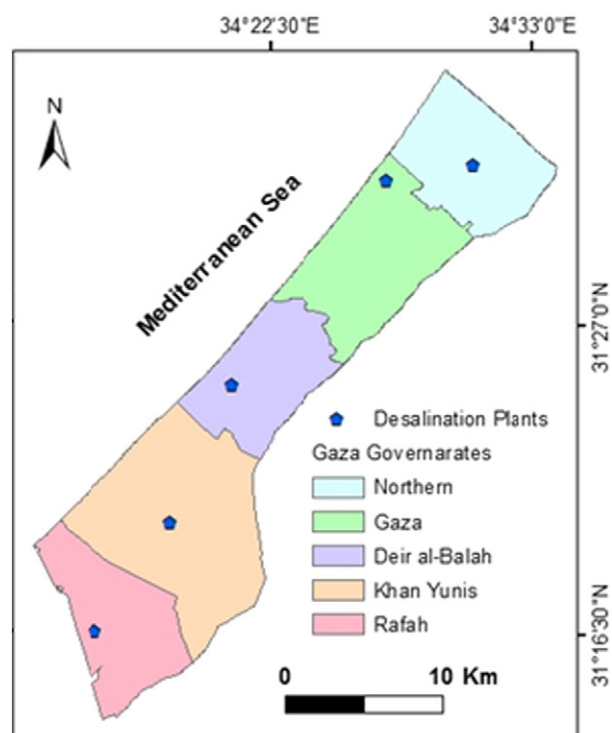 34°22'30"E 34°33'0"E
N
Mediterranean Sea
31°27'0"N
Desalination Plants
Gaza Governarates
Northern
Gaza
Deir al-Balah
Khan Yunis
Rafah
31°16'30"N
0 10 Km